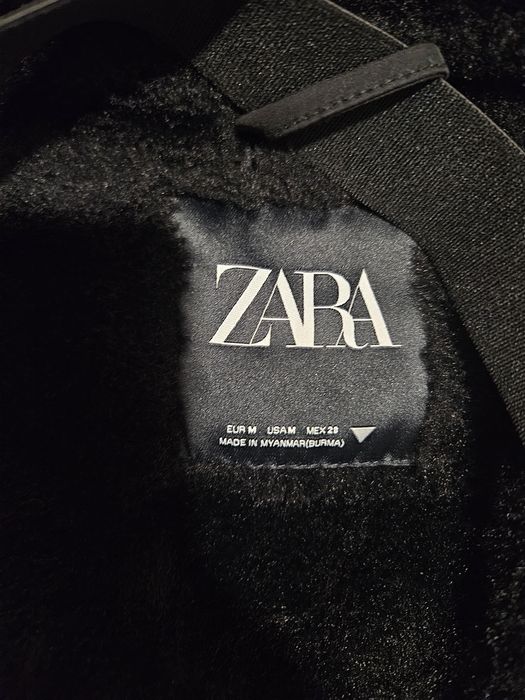 ZARA
EUR M USA M MEX 28
MADE IN MYANMAR(BURMA)